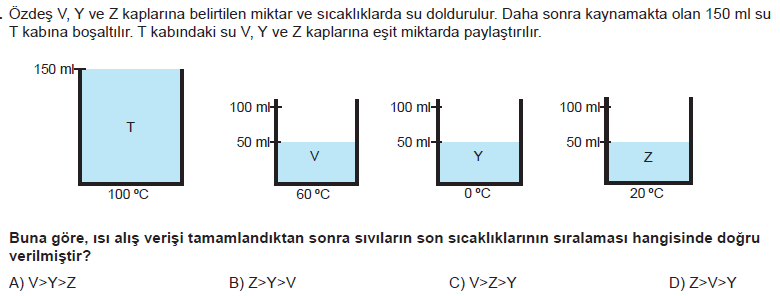 . Özdeş V, Y ve Z kaplarına belirtilen miktar ve sıcaklıklarda su doldurulur. Daha sonra kaynamakta olan 150 ml su
T kabına boşaltılır. T kabındaki su V, Y ve Z kaplarına eşit miktarda paylaştırılır.
150 ml
T
100 ºC
100 ml
50 ml
V
60 ºC
100 ml
50 ml
Y
0 ºC
100 ml
50 ml
Z
20 ºC
Buna göre, ısı alış verişi tamamlandıktan sonra sıvıların son sıcaklıklarının sıralaması hangisinde doğru
verilmiştir?
A) V>Y>Z B) Z>Y>V C) V>Z>Y D) Z>V>Y